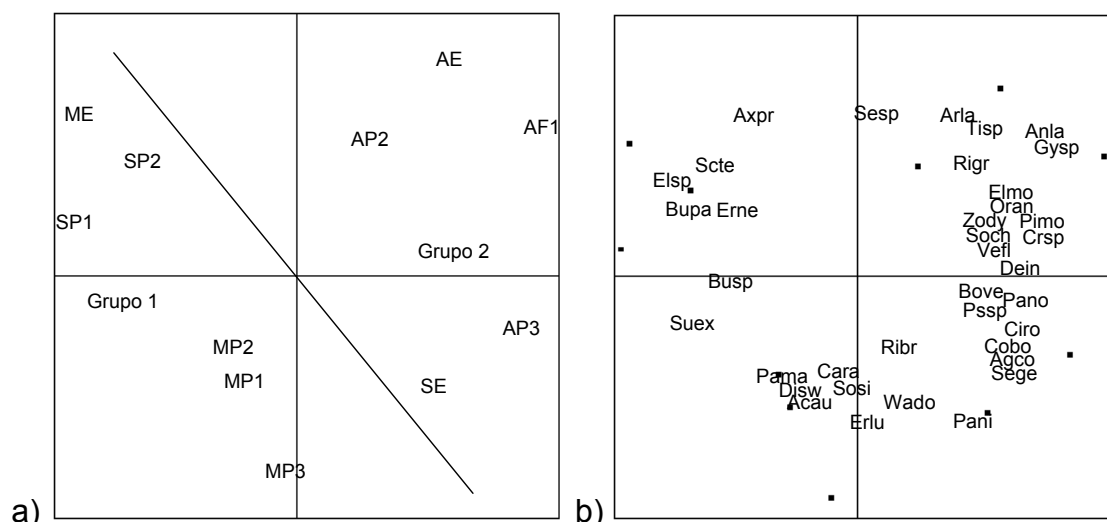 AE
ME
AF1
AP2
SP2
SP1
Grupo 2
Grupo 1
AP3
MP2
MP1
SE
MP3
a)
Axpr
Sesp
Arla
Tisp
Anla
Gysp
Scte
Rigr
Elsp
Elmo
Bupa
Erne
Oran
Zody
Pimo
Soch
Crsp
Vefl
Dein
Busp
Bove
Pano
Pssp
Suex
Ciro
Ribr
Cobo
Agco
Pama
Cara
Sege
Disw
Sosi
Acau
Wado
Erlu
Pani
b)